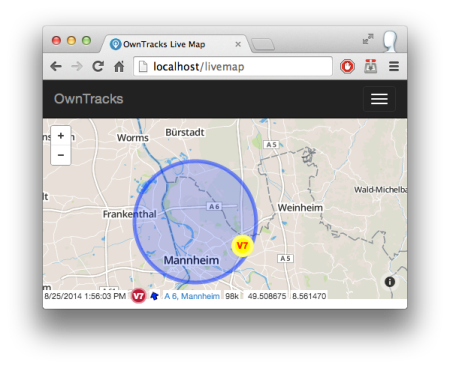 OwnTracks Live Map
localhost/livemap
OwnTracks
+
−
Worms
Bürstadt
A 5
Wald-Michelba
lt
Frankenthal
A 6
Weinheim
V7
Mannheim
A 5
8/25/2014 1:56:03 PM V7 A 6, Mannheim 98k 49.508675 8.561470